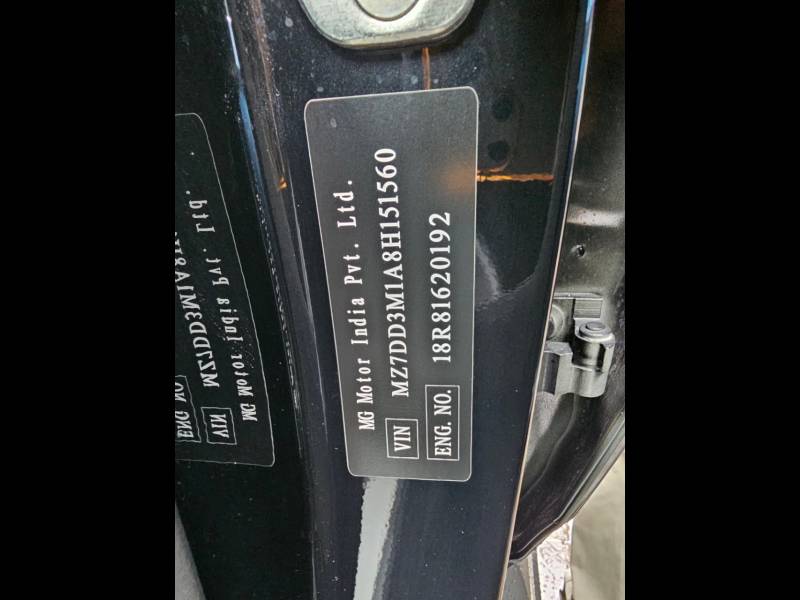 MG Motor India Pvt. Ltd.
VIN MZ7DD3M1A8H151560
ENG. NO. 18R81620192